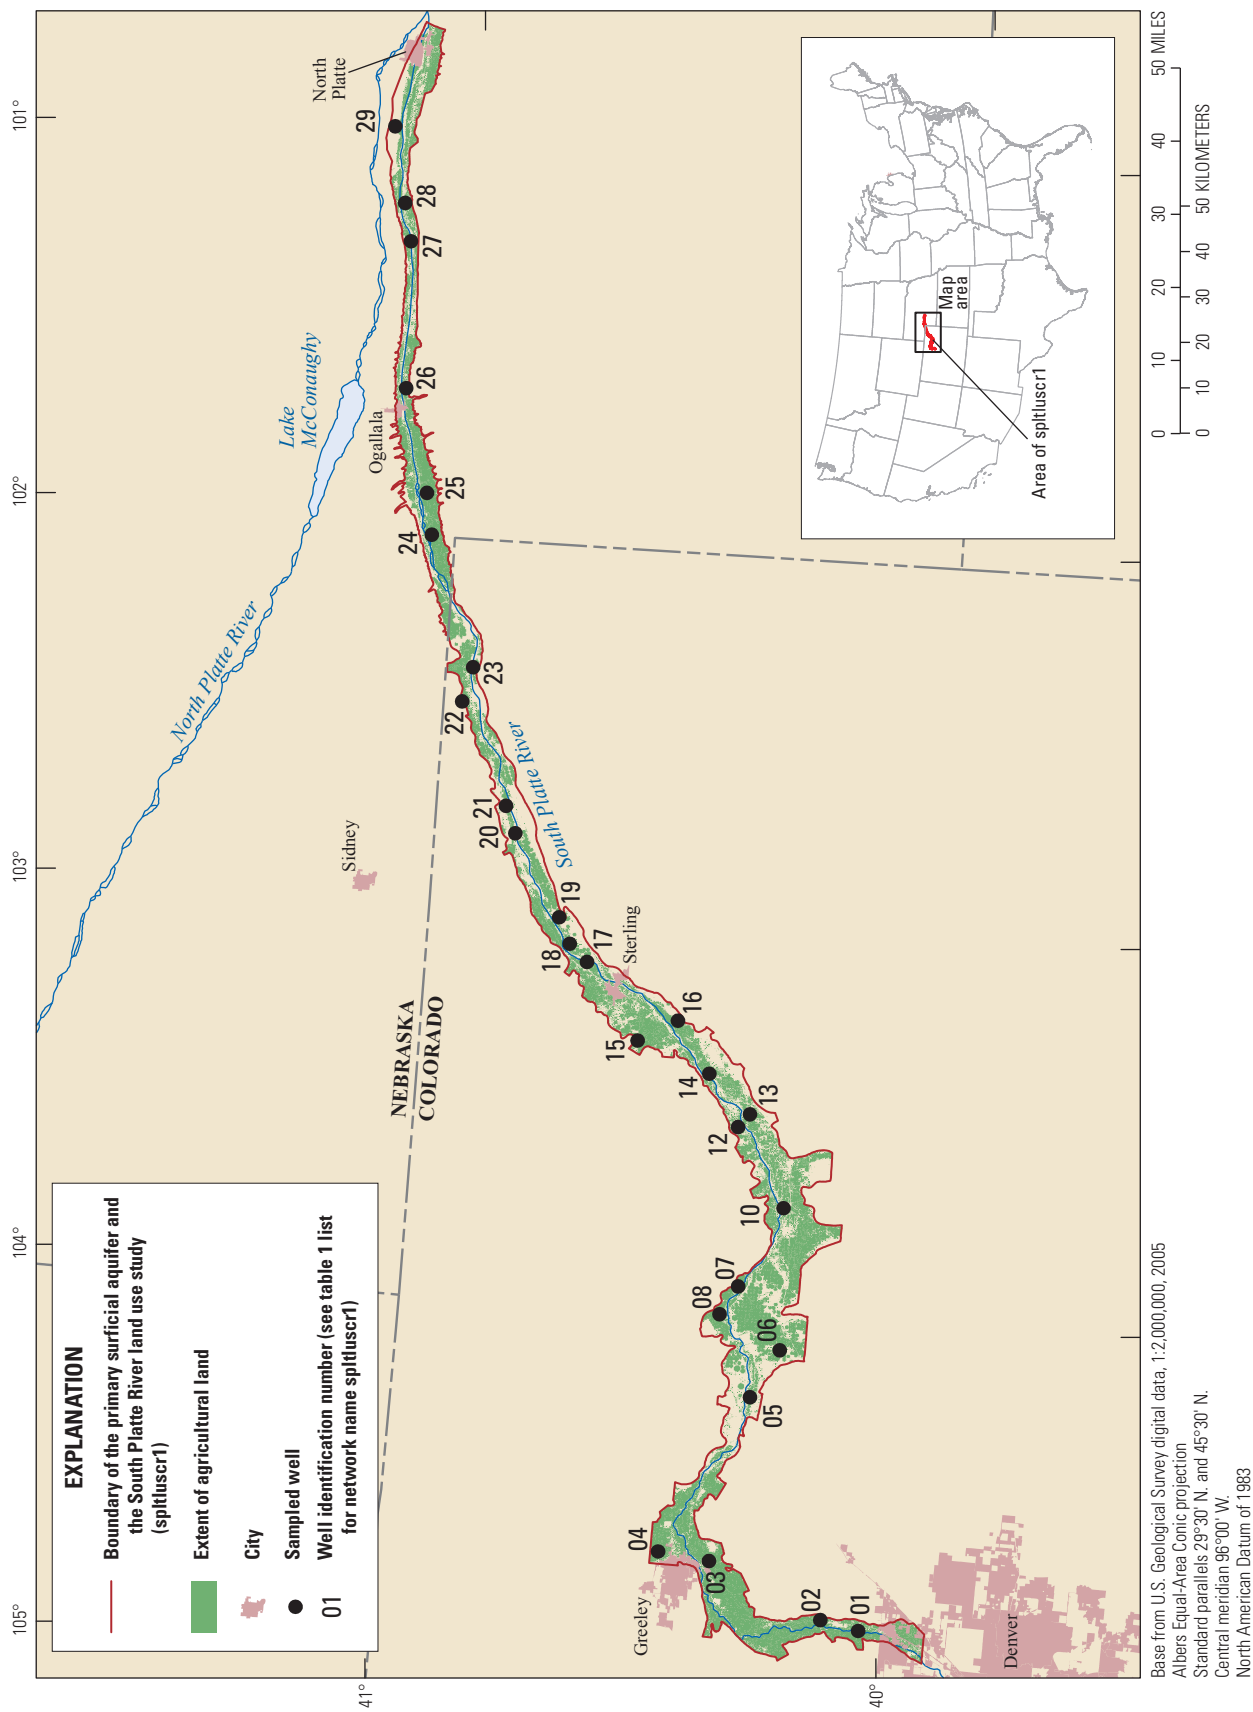 105°
104°
103°
102°
101°
41°
40°
EXPLANATION
Boundary of the primary surficial aquifer and
the South Platte River land use study
(spltluscr1)
Extent of agricultural land
City
Sampled well
01
Well identification number (see table 1 list
for network name spltluscr1)
North Platte River
Lake
McConaughy
North
Platte
Sidney
Ogallala
NEBRASKA
COLORADO
South Platte River
Sterling
Greeley
Denver
01
02
03
04
05
06
07
08
10
12
13
14
15
16
17
18
19
20
21
22
23
24
25
26
27
28
29
Map
area
Area of spltluscr1
0
10
20
30
40
50 MILES
0
10
20
30
40
50 KILOMETERS
Base from U.S. Geological Survey digital data, 1:2,000,000, 2005
Albers Equal-Area Conic projection
Standard parallels 29°30' N. and 45°30' N.
Central meridian 96°00' W.
North American Datum of 1983